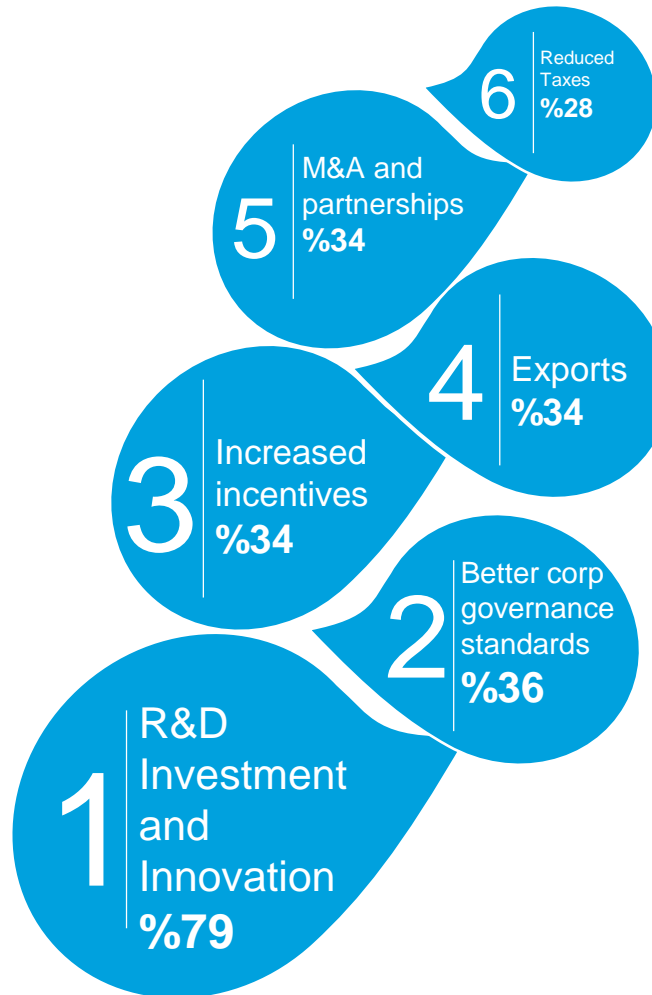 6
Reduced
Taxes
%28
5
M&A and
partnerships
%34
4
Exports
%34
3
Increased
incentives
%34
2
Better corp
governance
standards
%36
1
R&D
Investment
and
Innovation
%79